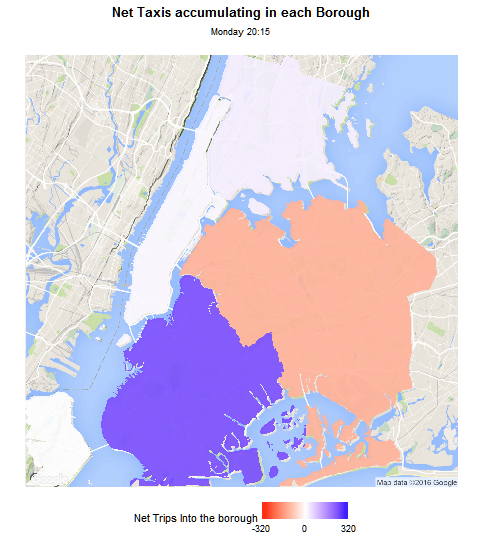 Net Taxis accumulating in each Borough
Monday 20:15
Map data ©2016 Google
Net Trips Into the borough
-320 0 320